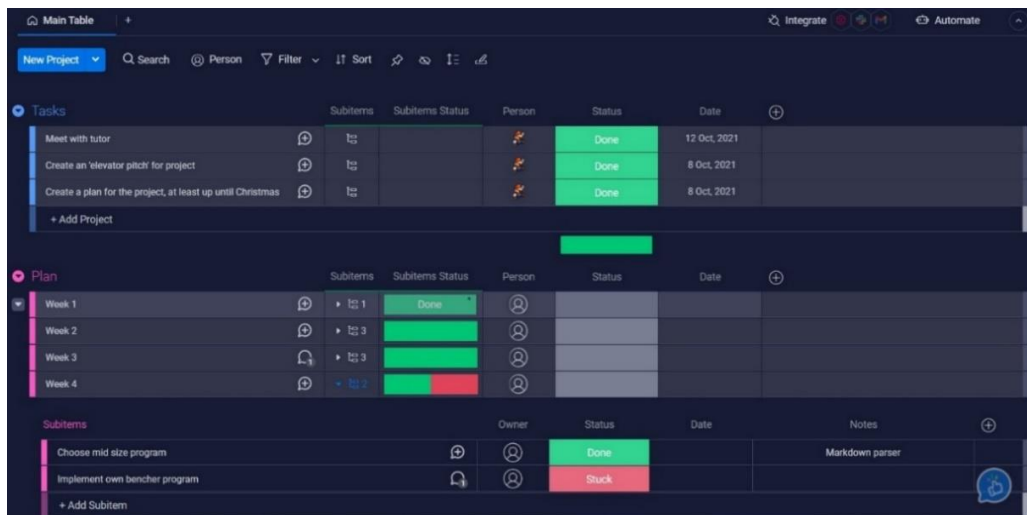 Main Table +
Integrate Automate
New Project Search Person Filter Sort
Tasks Subitems Subitems Status Person Status Date
Meet with tutor Done 12 Oct, 2021
Create an 'elevator pitch' for project Done 8 Oct, 2021
Create a plan for the project, at least up until Christmas Done 8 Oct, 2021
+ Add Project
Plan Subitems Subitems Status Person Status Date
Week 1 1 Done
Week 2 3
Week 3 1 3
Week 4 2
Subitems Owner Status Date Notes
Choose mid size program Done Markdown parser
Implement own bencher program 1 Stuck
+ Add Subitem